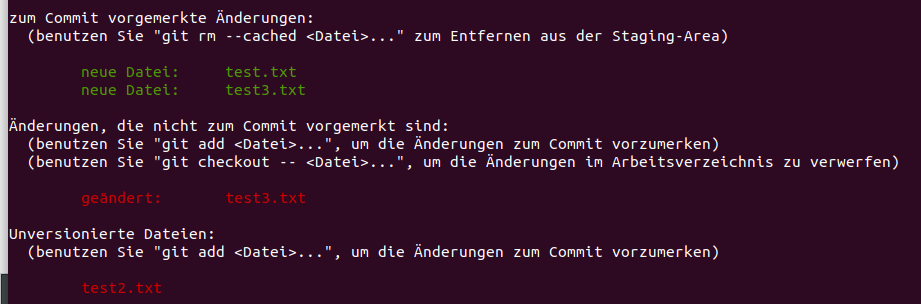 zum Commit vorgemerkte Änderungen:
(benutzen Sie "git rm --cached <Datei>..." zum Entfernen aus der Staging-Area)
neue Datei: test.txt
neue Datei: test3.txt
Änderungen, die nicht zum Commit vorgemerkt sind:
(benutzen Sie "git add <Datei>...", um die Änderungen zum Commit vorzumerken)
(benutzen Sie "git checkout -- <Datei>...", um die Änderungen im Arbeitsverzeichnis zu verwerfen)
geändert: test3.txt
Unversionierte Dateien:
(benutzen Sie "git add <Datei>...", um die Änderungen zum Commit vorzumerken)
test2.txt